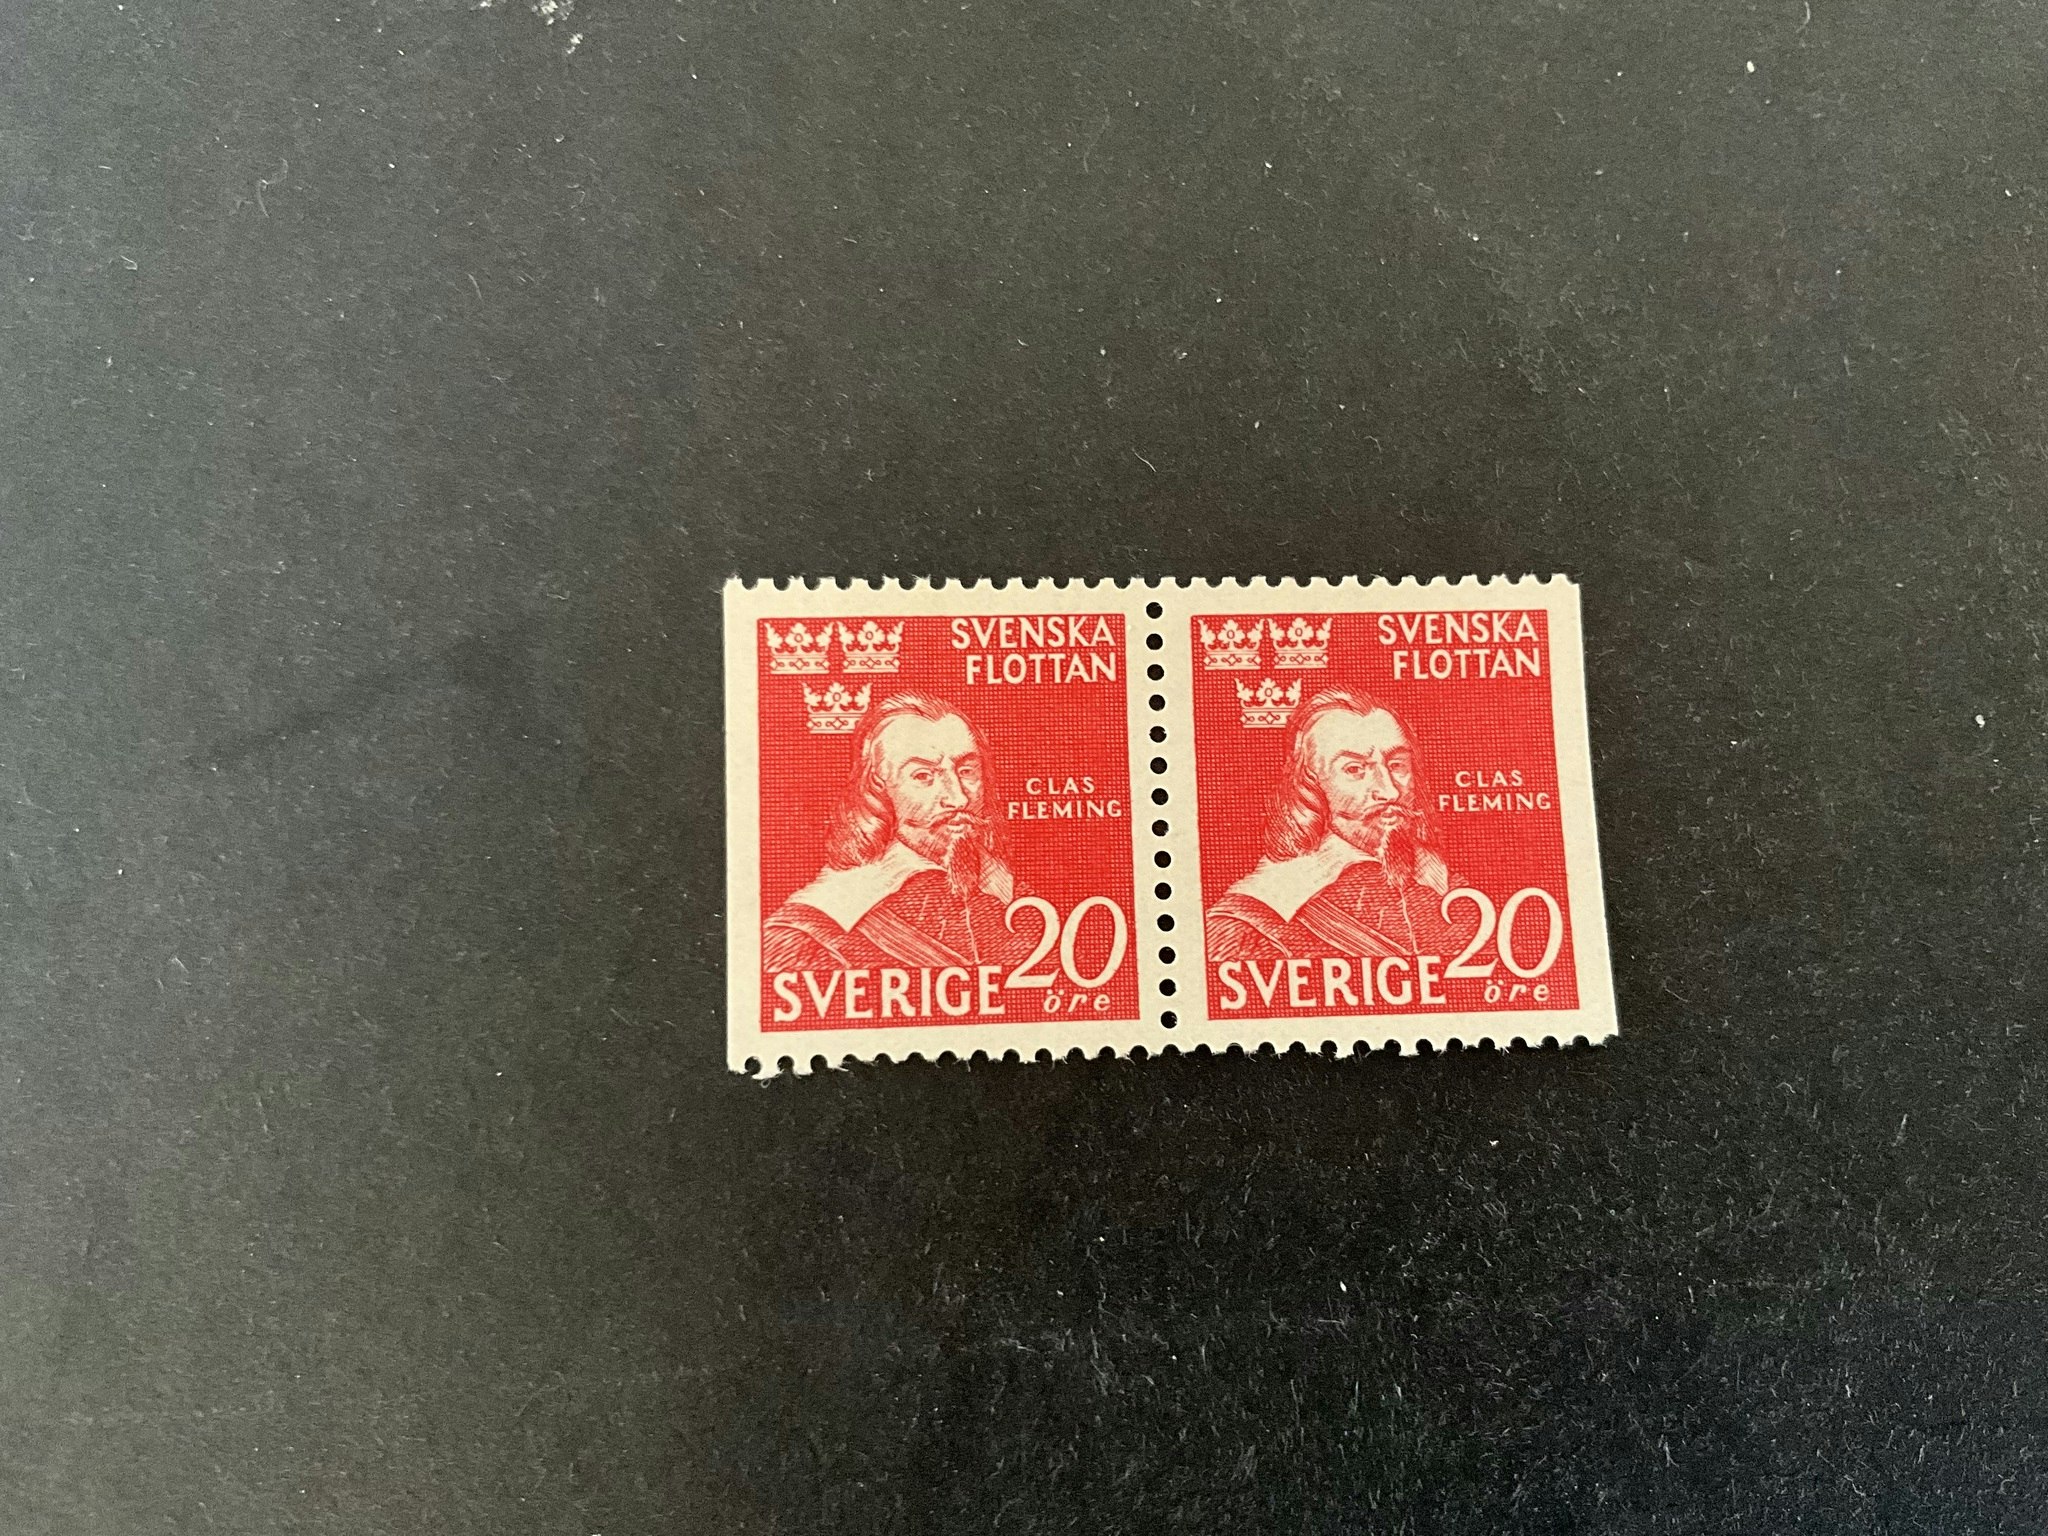 SVENSKA
FLOTTAN
CLAS
FLEMING
20
SVERIGE
öre
SVENSKA
FLOTTAN
CLAS
FLEMING
20
SVERIGE
öre